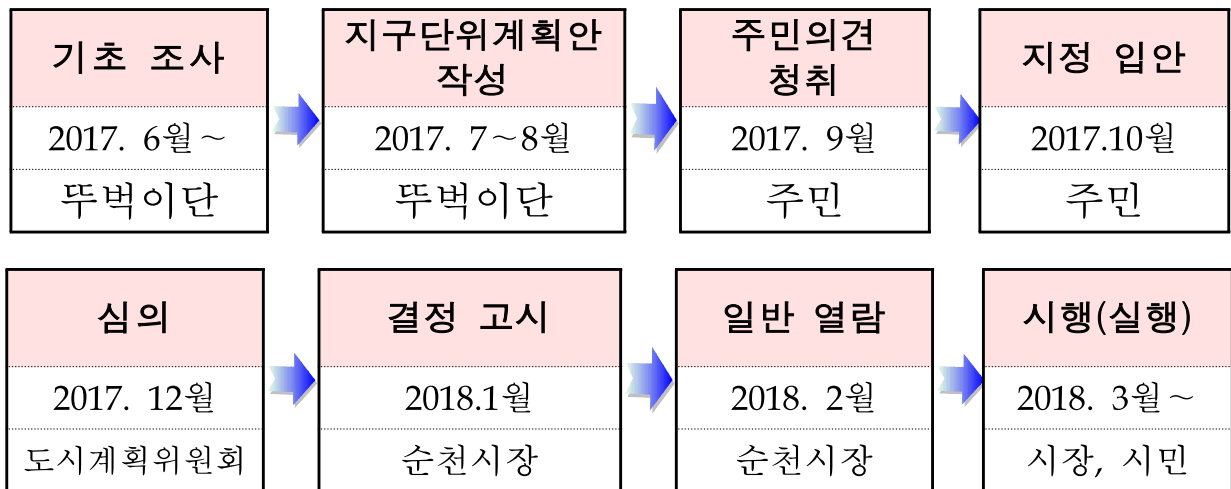 기초 조사
2017. 6월~
뚜벅이단
지구단위계획안
작성
2017. 7~8월
뚜벅이단
주민의견
청취
2017. 9월
주민
지정 입안
2017.10월
주민
심의
2017. 12월
도시계획위원회
결정 고시
2018.1월
순천시장
일반 열람
2018. 2월
순천시장
시행(실행)
2018. 3월~
시장, 시민